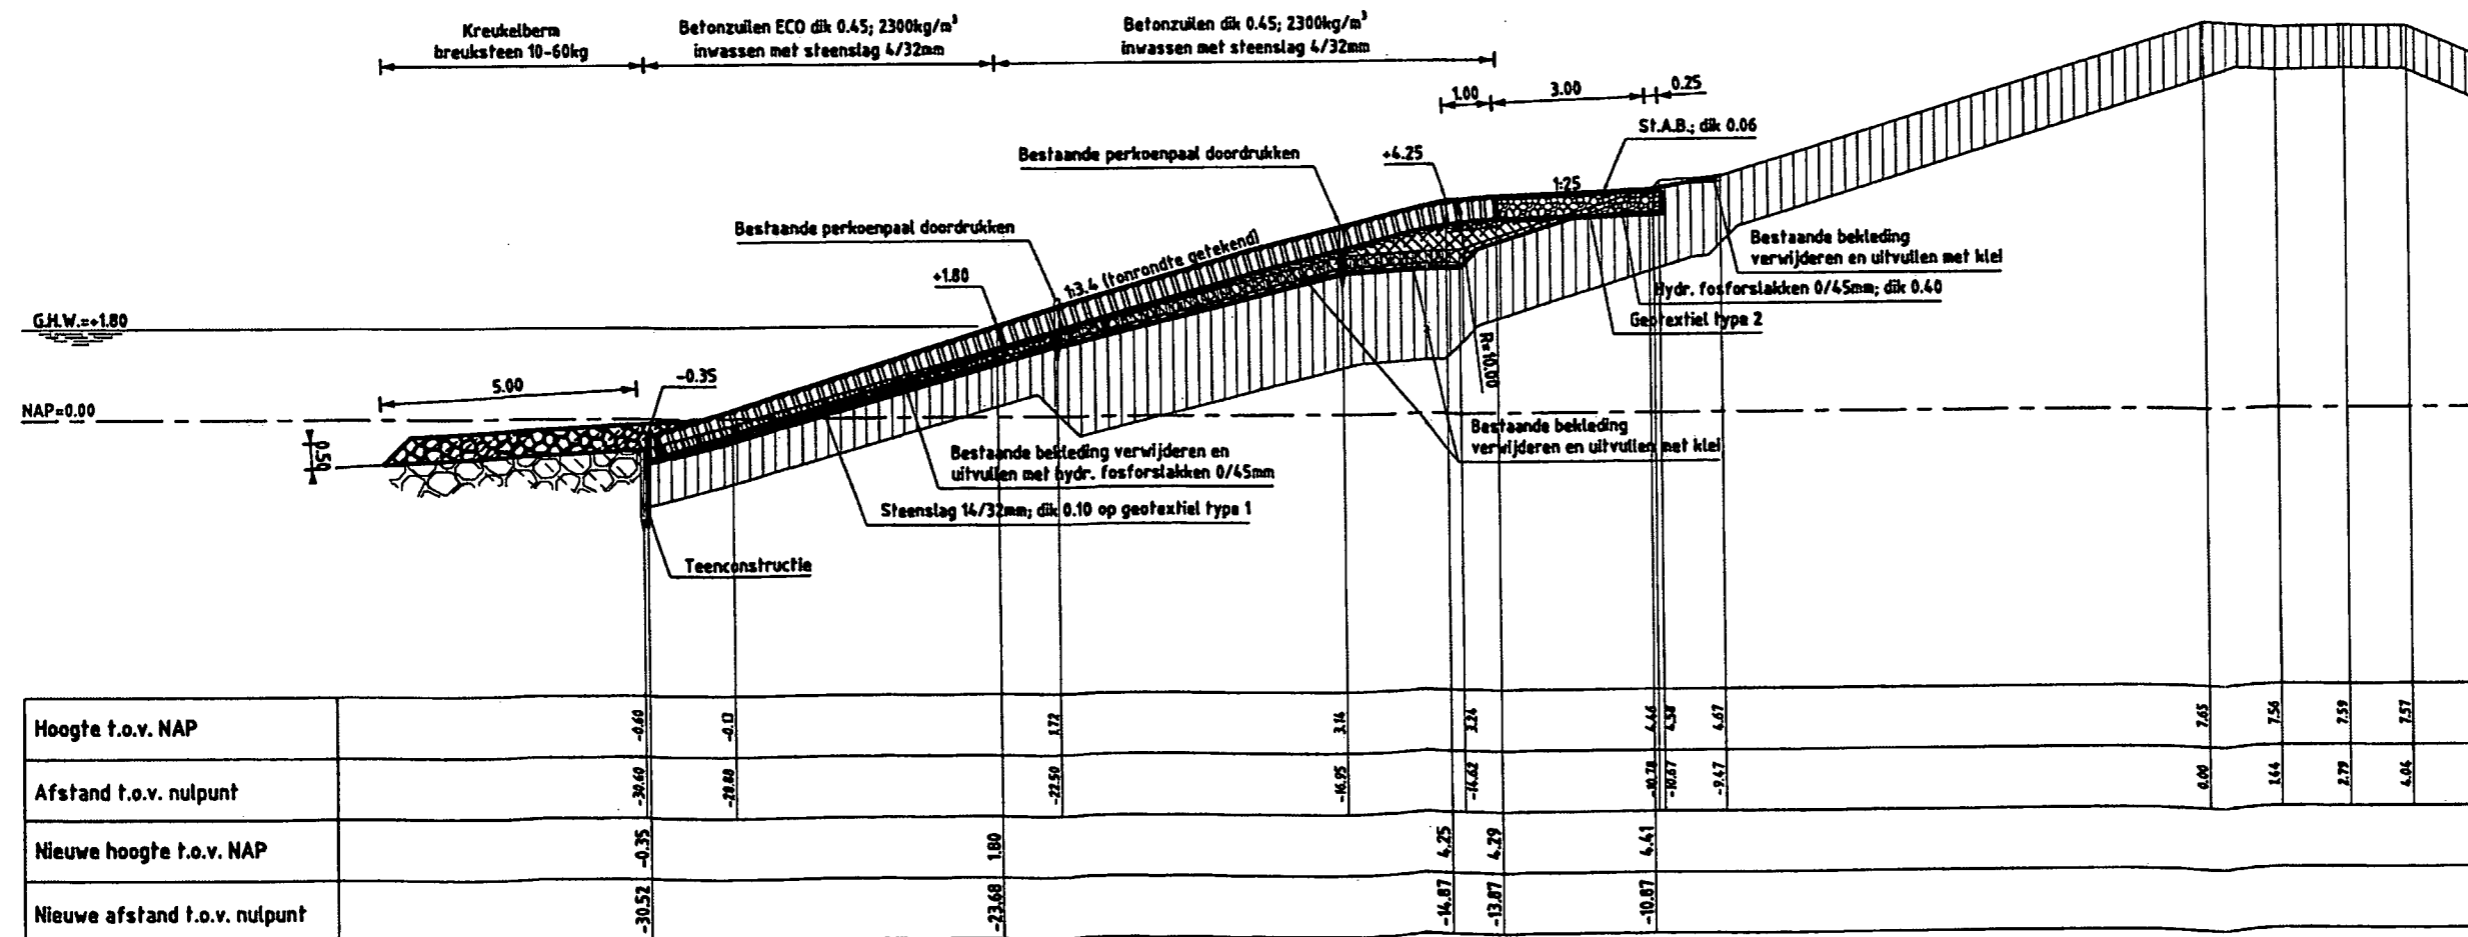 Kreukelberm
breuksteen 10-60kg
Betonzuilen ECO dik 0.45; 2300kg/m³
inwassen met steenslag 4/32mm
Betonzuilen dik 0.45; 2300kg/m³
inwassen met steenslag 4/32mm
1.00
3.00
0.25
St.A.B.; dik 0.06
Bestaande perkoenpaal doordrukken
+4.25
1:25
Bestaande perkoenpaal doordrukken
1:3.4 (tonrondte getekend)
+1.80
Bestaande bekleding
verwijderen en uitvullen met klei
Hydr. fosforslakken 0/45mm; dik 0.40
Geotextiel type 2
G.H.W.=+1.80
R=10.00
5.00
-0.35
NAP=0.00
0.50
Bestaande bekleding
verwijderen en uitvullen met klei
Bestaande bekleding verwijderen en
uitvullen met hydr. fosforslakken 0/45mm
Steenslag 14/32mm; dik 0.10 op geotextiel type 1
Teenconstructie
Hoogte t.o.v. NAP -0.60 -0.13 1.72 3.14 3.24 4.46 4.58 4.67 7.65 7.56 7.59 7.57
Afstand t.o.v. nulpunt -30.60 -28.88 -22.50 -16.95 -14.62 -10.78 -10.67 -9.47 0.00 1.44 2.79 4.04
Nieuwe hoogte t.o.v. NAP -0.35 1.80 4.25 4.29 4.41
Nieuwe afstand t.o.v. nulpunt -30.52 -23.68 -14.87 -13.87 -10.87